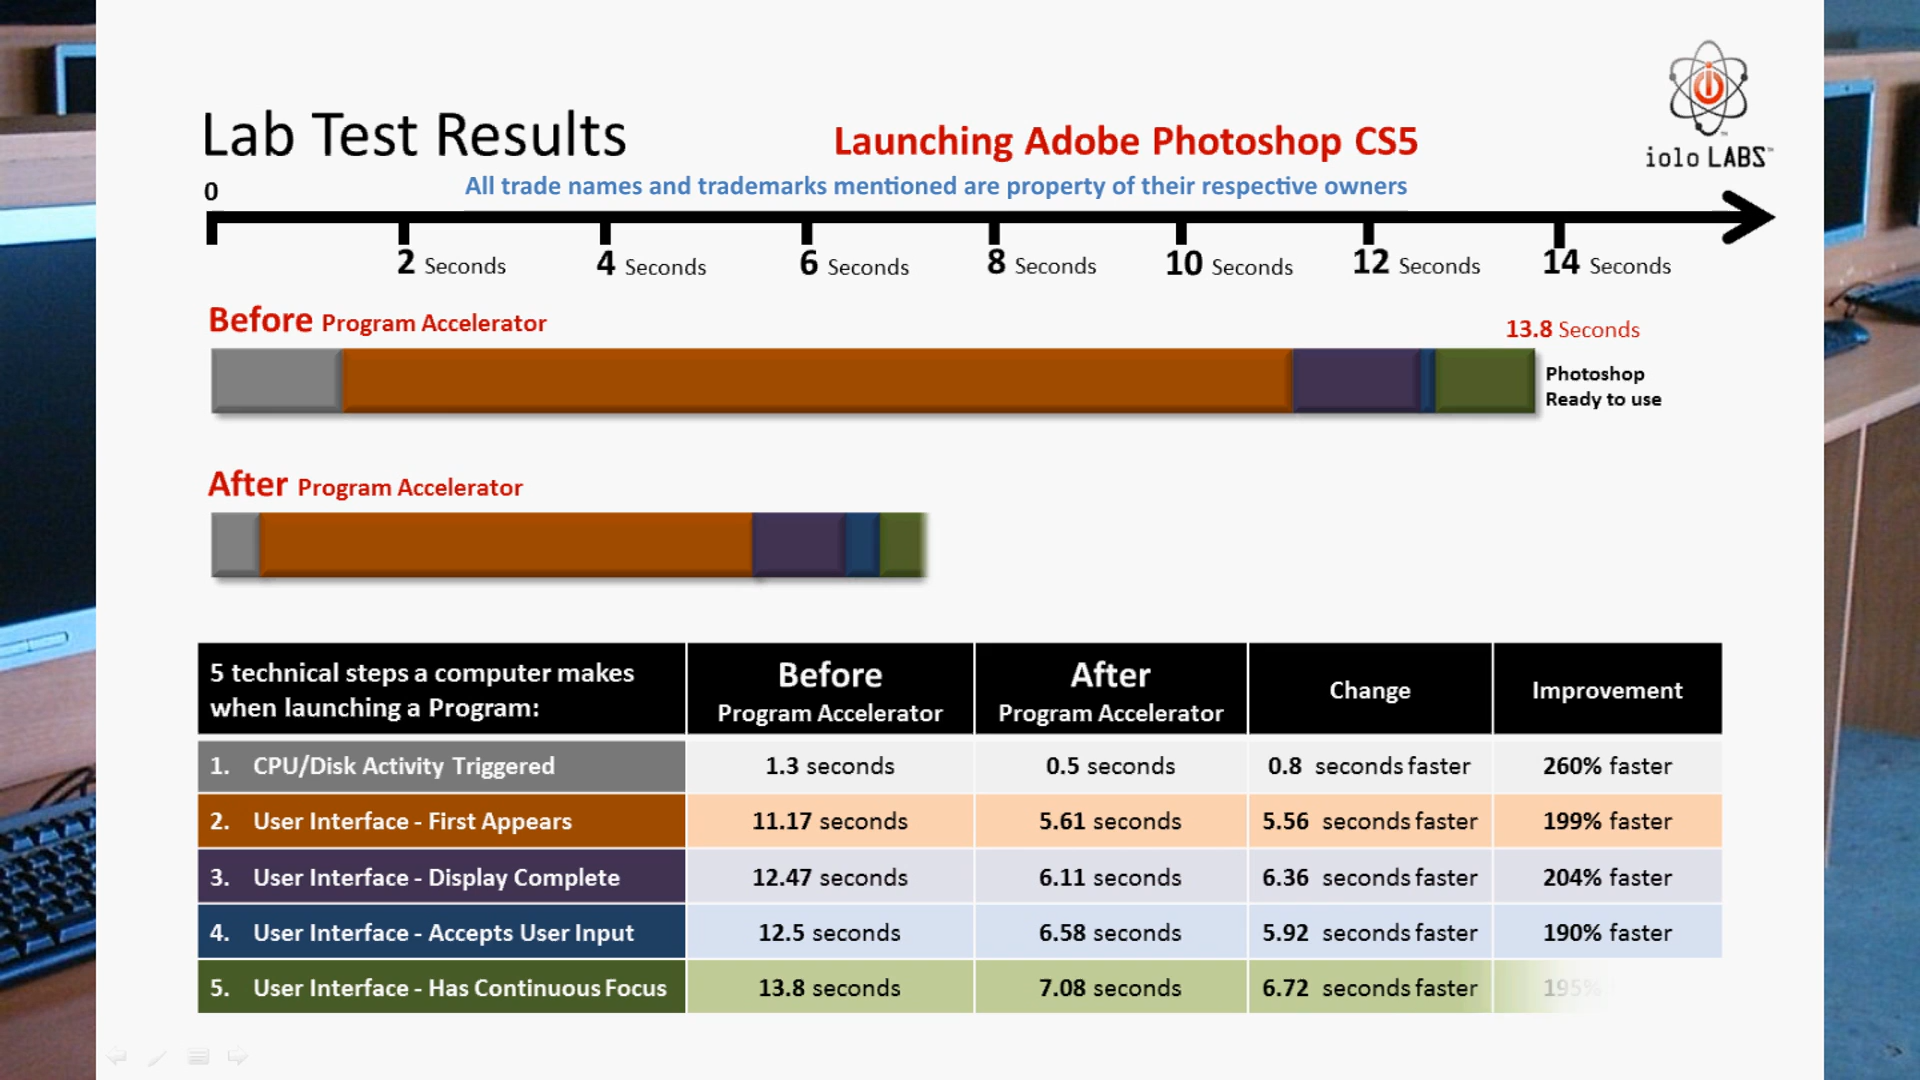 iolo LABS™
Lab Test Results
Launching Adobe Photoshop CS5
All trade names and trademarks mentioned are property of their respective owners
0
2 Seconds 4 Seconds 6 Seconds 8 Seconds 10 Seconds 12 Seconds 14 Seconds
Before Program Accelerator
13.8 Seconds
Photoshop
Ready to use
After Program Accelerator
5 technical steps a computer makes
when launching a Program:
Before
Program Accelerator
After
Program Accelerator
Change
Improvement
1. CPU/Disk Activity Triggered 1.3 seconds 0.5 seconds 0.8 seconds faster 260% faster
2. User Interface - First Appears 11.17 seconds 5.61 seconds 5.56 seconds faster 199% faster
3. User Interface - Display Complete 12.47 seconds 6.11 seconds 6.36 seconds faster 204% faster
4. User Interface - Accepts User Input 12.5 seconds 6.58 seconds 5.92 seconds faster 190% faster
5. User Interface - Has Continuous Focus 13.8 seconds 7.08 seconds 6.72 seconds faster 195%